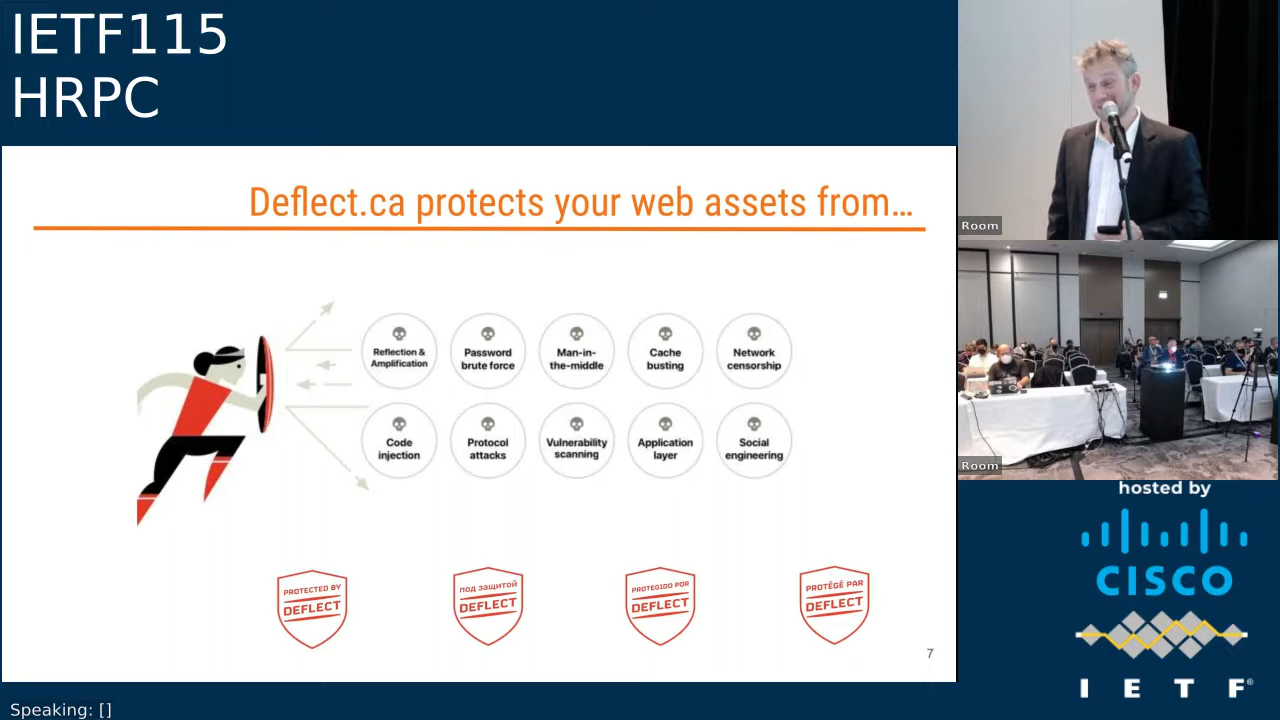 IETF115
HRPC
Deflect.ca protects your web assets from...
Reflection &
Amplification
Password
brute force
Man-in-
the-middle
Cache
busting
Network
censorship
Code
injection
Protocol
attacks
Vulnerability
scanning
Application
layer
Social
engineering
PROTECTED BY
DEFLECT
ПОД ЗАЩИТОЙ
DEFLECT
PROTEGIDO POR
DEFLECT
PROTÉGÉ PAR
DEFLECT
7
Room
Room
hosted by
CISCO
I E T F®
Speaking: []